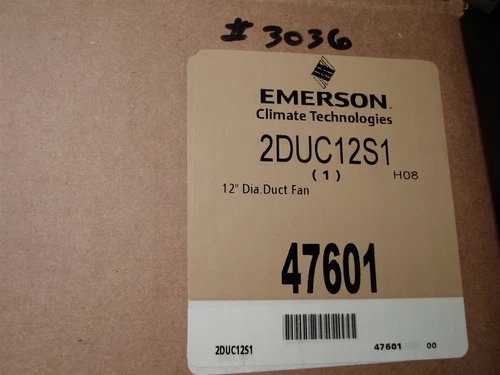 # 3036
EMERSON
Climate Technologies
2DUC12S1
(1) H08
12" Dia.Duct Fan
47601
2DUC12S1 47601 00